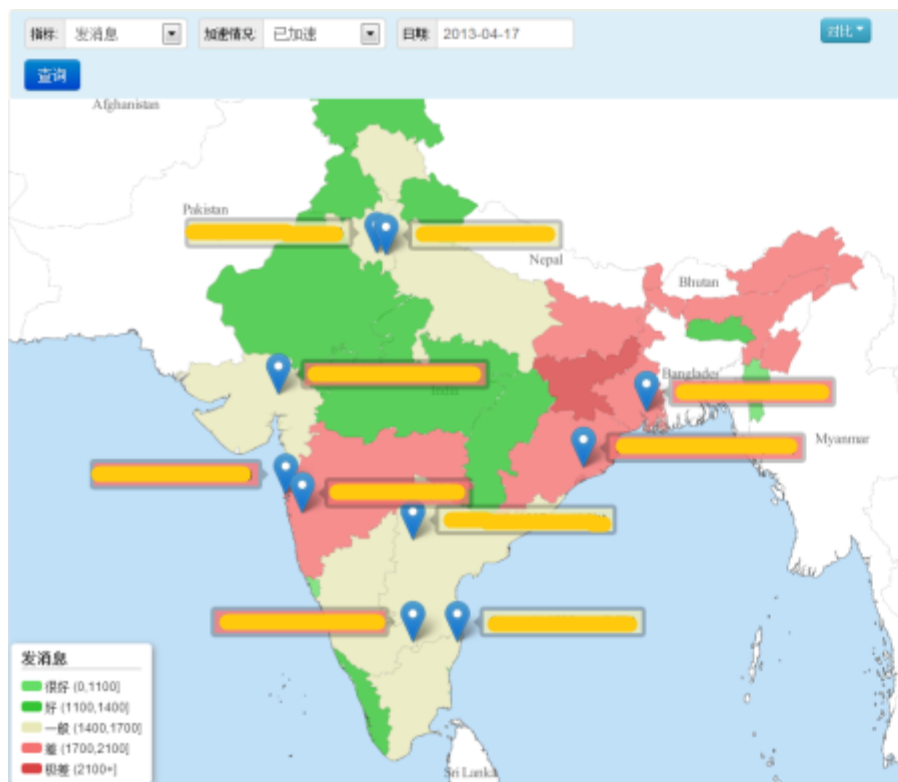 指标: 发消息 加速情况: 已加速 日期: 2013-04-17 对比
查询
Afghanistan
Pakistan
Nepal
Bhutan
Banglades
India
Myanmar
Sri Lanka
发消息
很好 (0,1100]
好 (1100,1400]
一般 (1400,1700]
差 (1700,2100]
极差 (2100+]